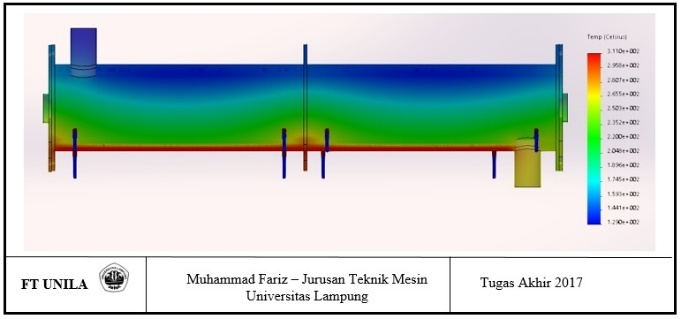 Temp (Celsius)
3.110e+002
2.958e+002
2.807e+002
2.655e+002
2.503e+002
2.352e+002
2.200e+002
2.048e+002
1.896e+002
1.745e+002
1.593e+002
1.441e+002
1.290e+002
FT UNILA
Muhammad Fariz – Jurusan Teknik Mesin
Universitas Lampung
Tugas Akhir 2017